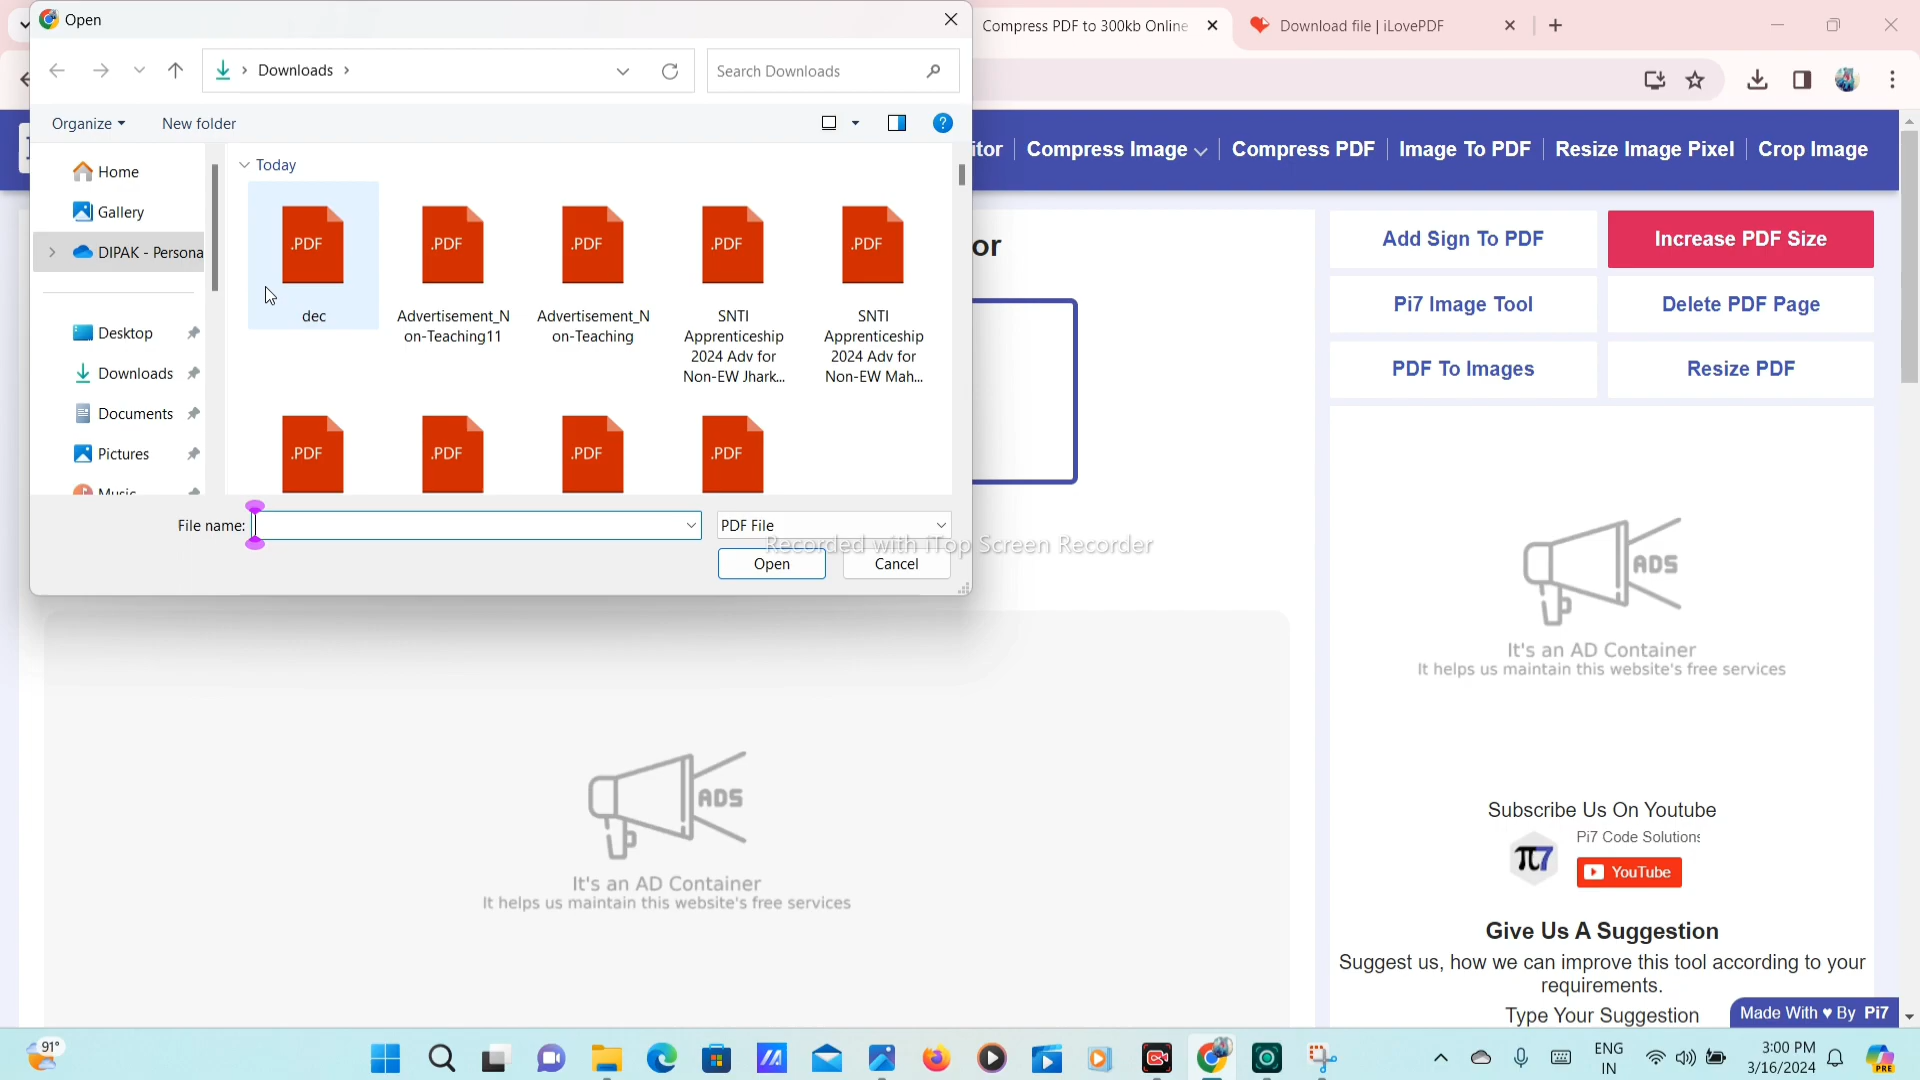 Open
Compress PDF to 300kb Online
Download file | iLovePDF
Downloads
Search Downloads
Organize
New folder
Home
Gallery
DIPAK - Persona
Desktop
Downloads
Documents
Pictures
Music
Today
.PDF
.PDF
.PDF
.PDF
.PDF
dec
Advertisement_N
on-Teaching11
Advertisement_N
on-Teaching
SNTI
Apprenticeship
2024 Adv for
Non-EW Jhark...
SNTI
Apprenticeship
2024 Adv for
Non-EW Mah...
.PDF
.PDF
.PDF
.PDF
File name:
PDF File
Open
Cancel
Recorded with iTop Screen Recorder
itor
Compress Image
Compress PDF
Image To PDF
Resize Image Pixel
Crop Image
or
Add Sign To PDF
Increase PDF Size
Pi7 Image Tool
Delete PDF Page
PDF To Images
Resize PDF
ADS
It's an AD Container
It helps us maintain this website's free services
ADS
It's an AD Container
It helps us maintain this website's free services
Subscribe Us On Youtube
Pi7 Code Solutions
π7
YouTube
Give Us A Suggestion
Suggest us, how we can improve this tool according to your
requirements.
Type Your Suggestion
Made With ♥ By Pi7
91°
ENG
IN
3:00 PM
3/16/2024
PRE